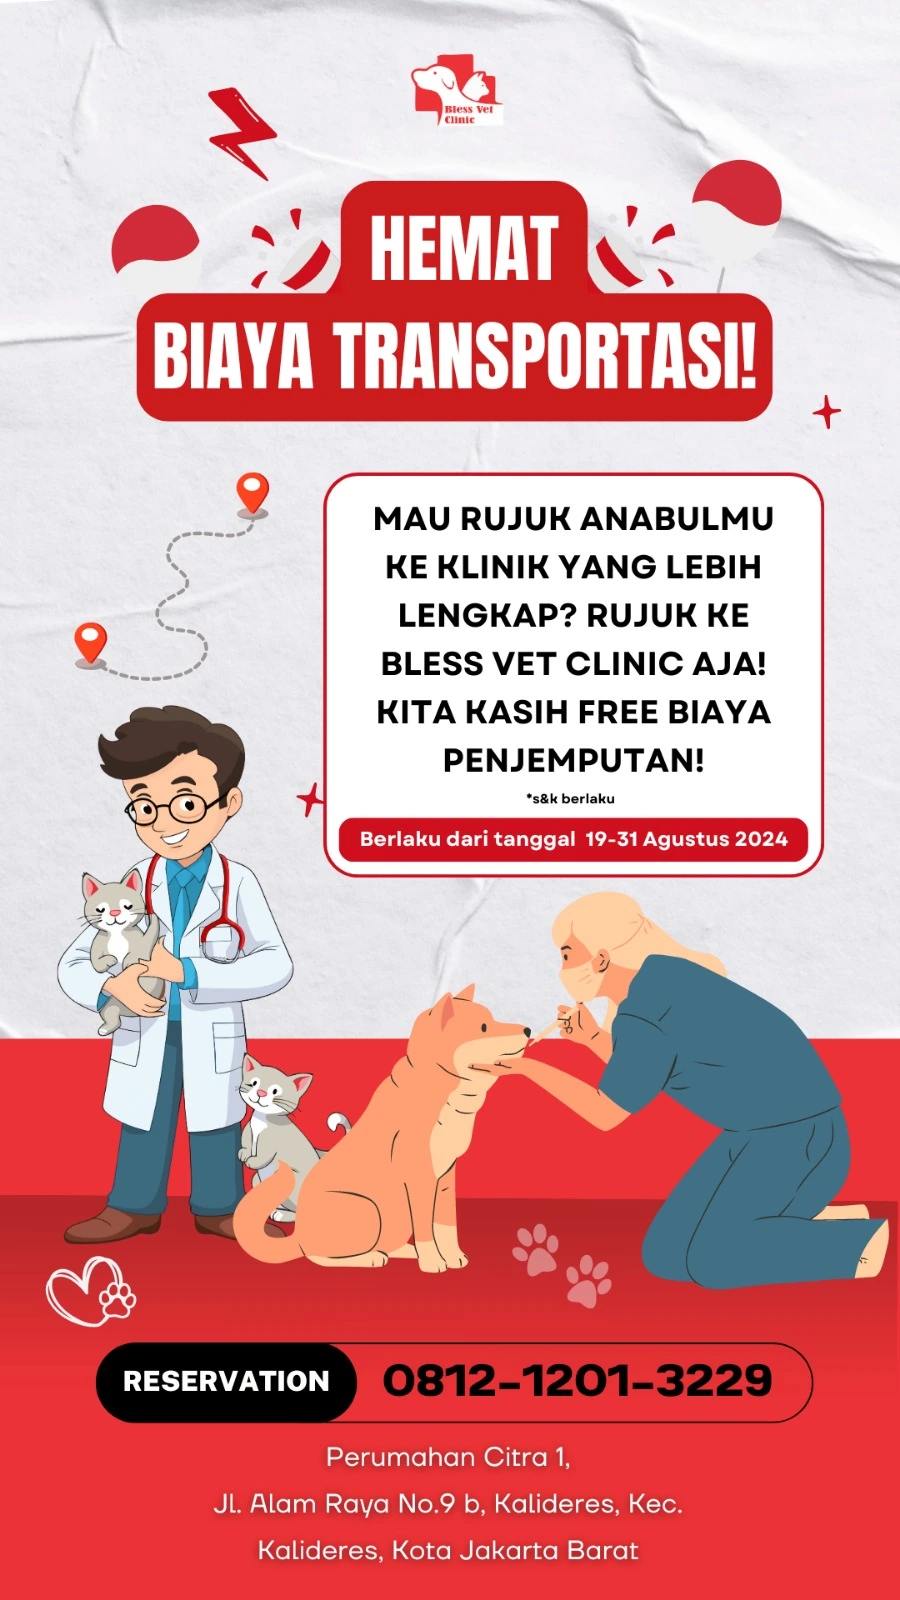 Bless Vet
Clinic
HEMAT
BIAYA TRANSPORTASI!
MAU RUJUK ANABULMU
KE KLINIK YANG LEBIH
LENGKAP? RUJUK KE
BLESS VET CLINIC AJA!
KITA KASIH FREE BIAYA
PENJEMPUTAN!
*s&k berlaku
Berlaku dari tanggal 19-31 Agustus 2024
RESERVATION 0812-1201-3229
Perumahan Citra 1,
Jl. Alam Raya No.9 b, Kalideres, Kec.
Kalideres, Kota Jakarta Barat